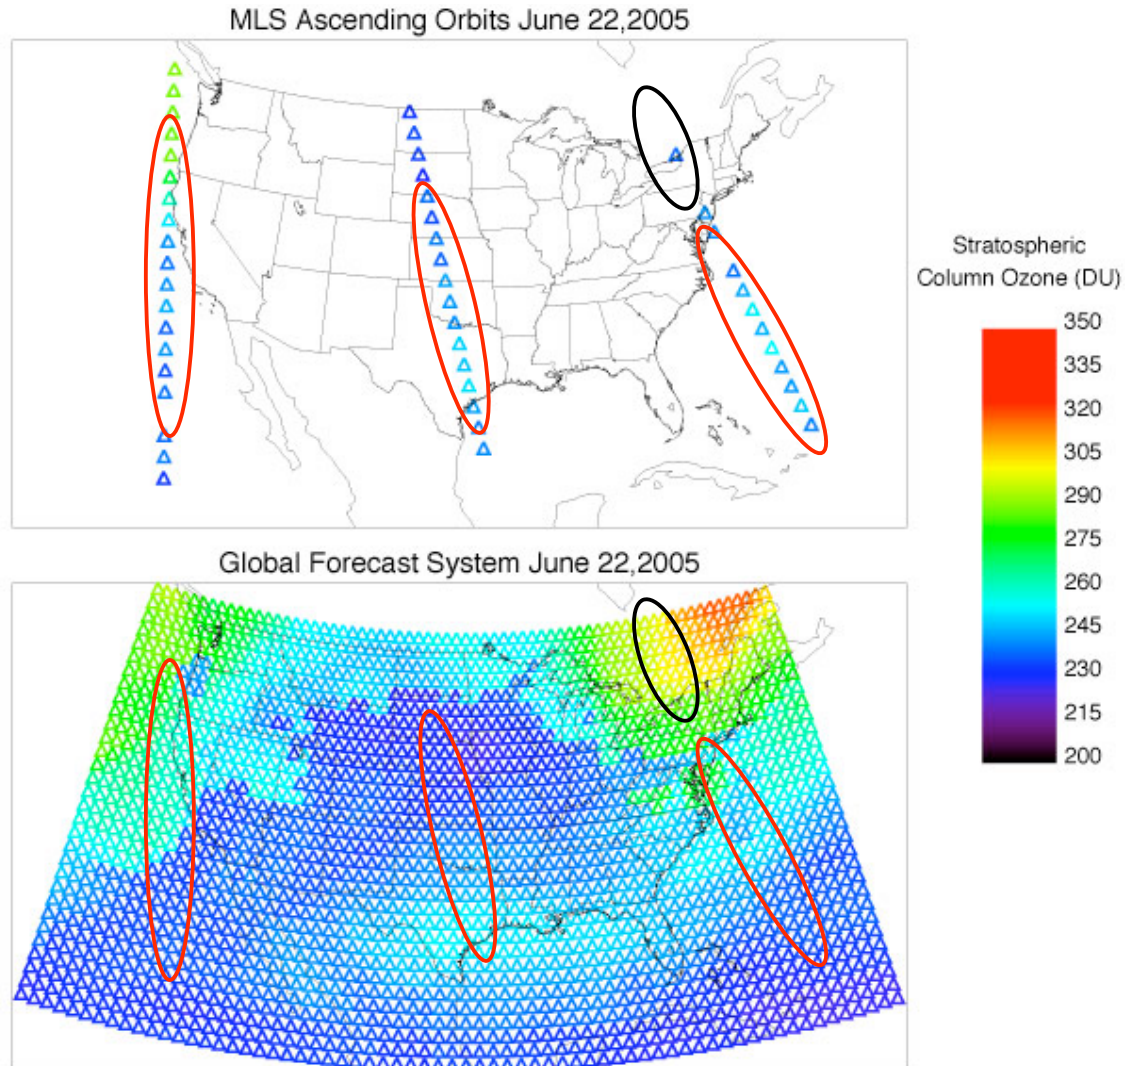 MLS Ascending Orbits June 22,2005
Stratospheric
Column Ozone (DU)
350
335
320
305
290
275
260
245
230
215
200
Global Forecast System June 22,2005